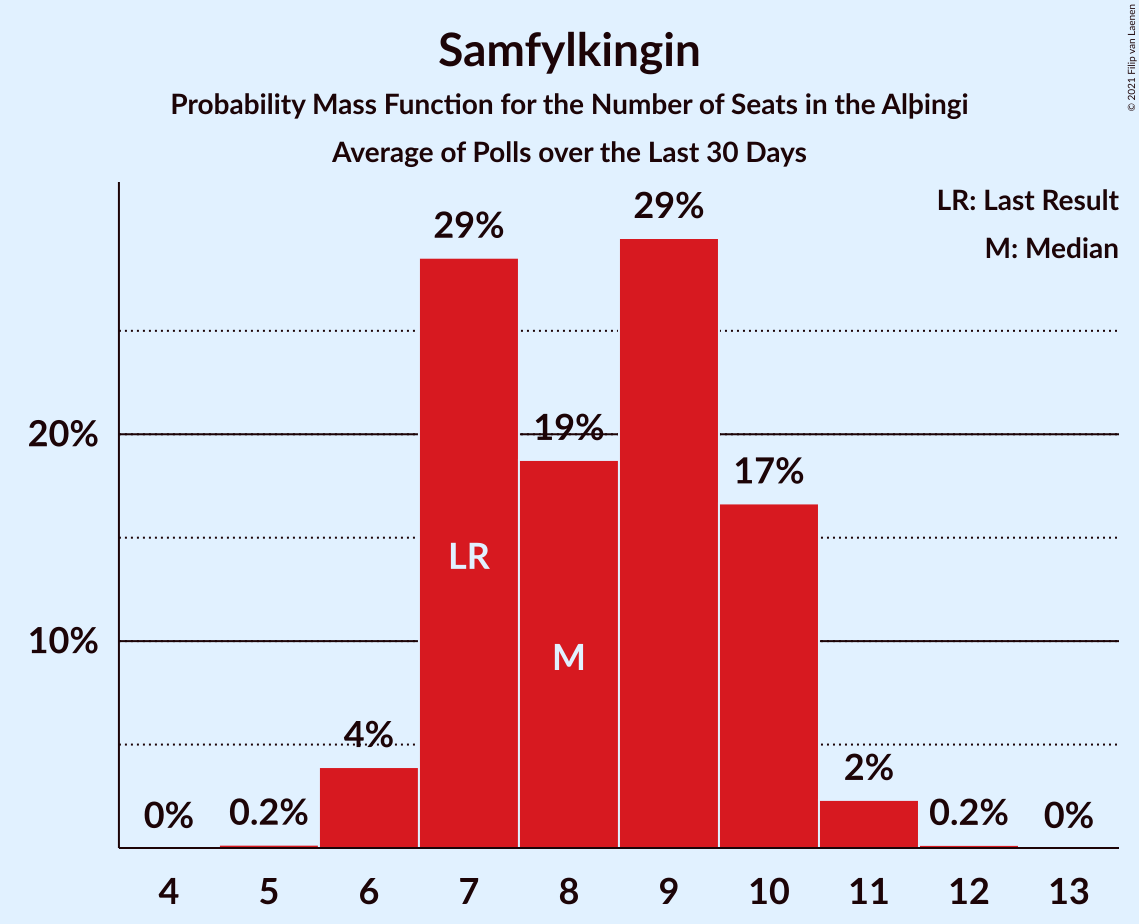 Samfylkingin
Probability Mass Function for the Number of Seats in the Alþingi
Average of Polls over the Last 30 Days
© 2021 Filip van Laenen
LR: Last Result
M: Median
20%
10%
0%
0.2%
4%
29%
19%
29%
17%
2%
0.2%
0%
LR
M
4 5 6 7 8 9 10 11 12 13